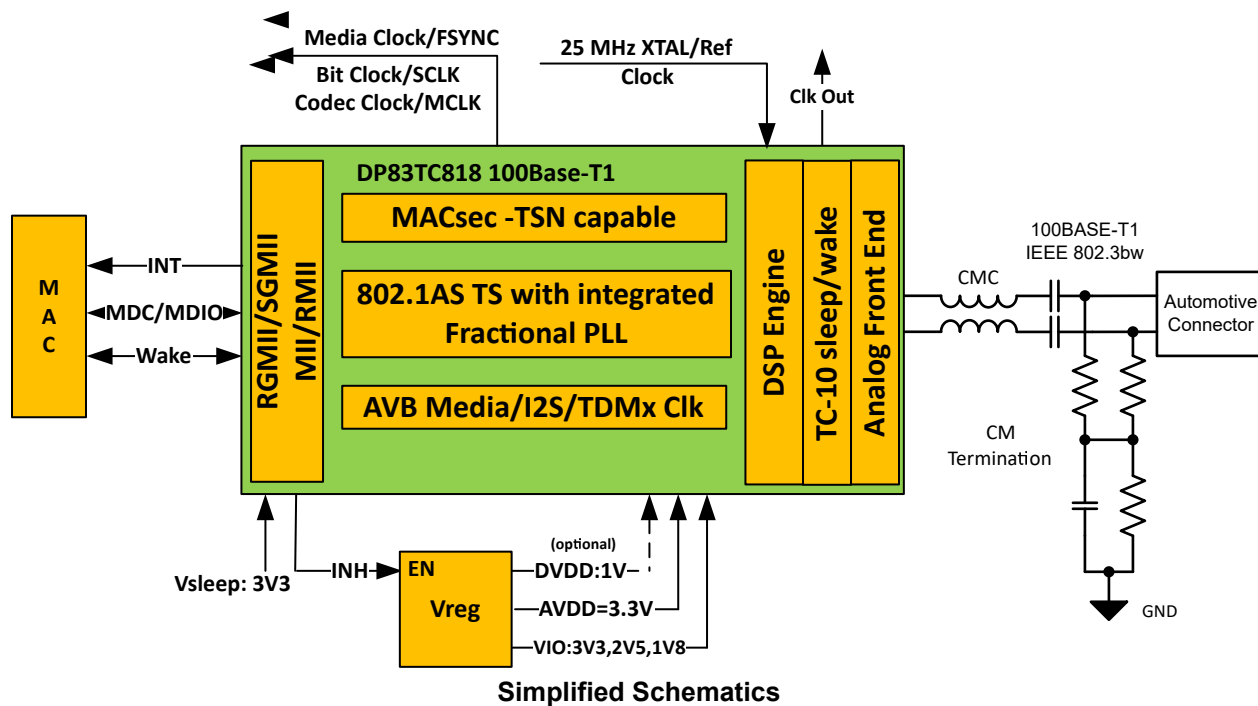 Media Clock/FSYNC
Bit Clock/SCLK
Codec Clock/MCLK
25 MHz XTAL/Ref
Clock
Clk Out
DP83TC818 100Base-T1
MACsec -TSN capable
802.1AS TS with integrated
Fractional PLL
AVB Media/I2S/TDMx Clk
RGMII/SGMII
MII/RMII
DSP Engine
TC-10 sleep/wake
Analog Front End
M
A
C
INT
MDC/MDIO
Wake
100BASE-T1
IEEE 802.3bw
CMC
Automotive
Connector
CM
Termination
GND
Vsleep: 3V3
INH
EN
Vreg
(optional)
DVDD:1V
AVDD=3.3V
VIO:3V3,2V5,1V8
Simplified Schematics